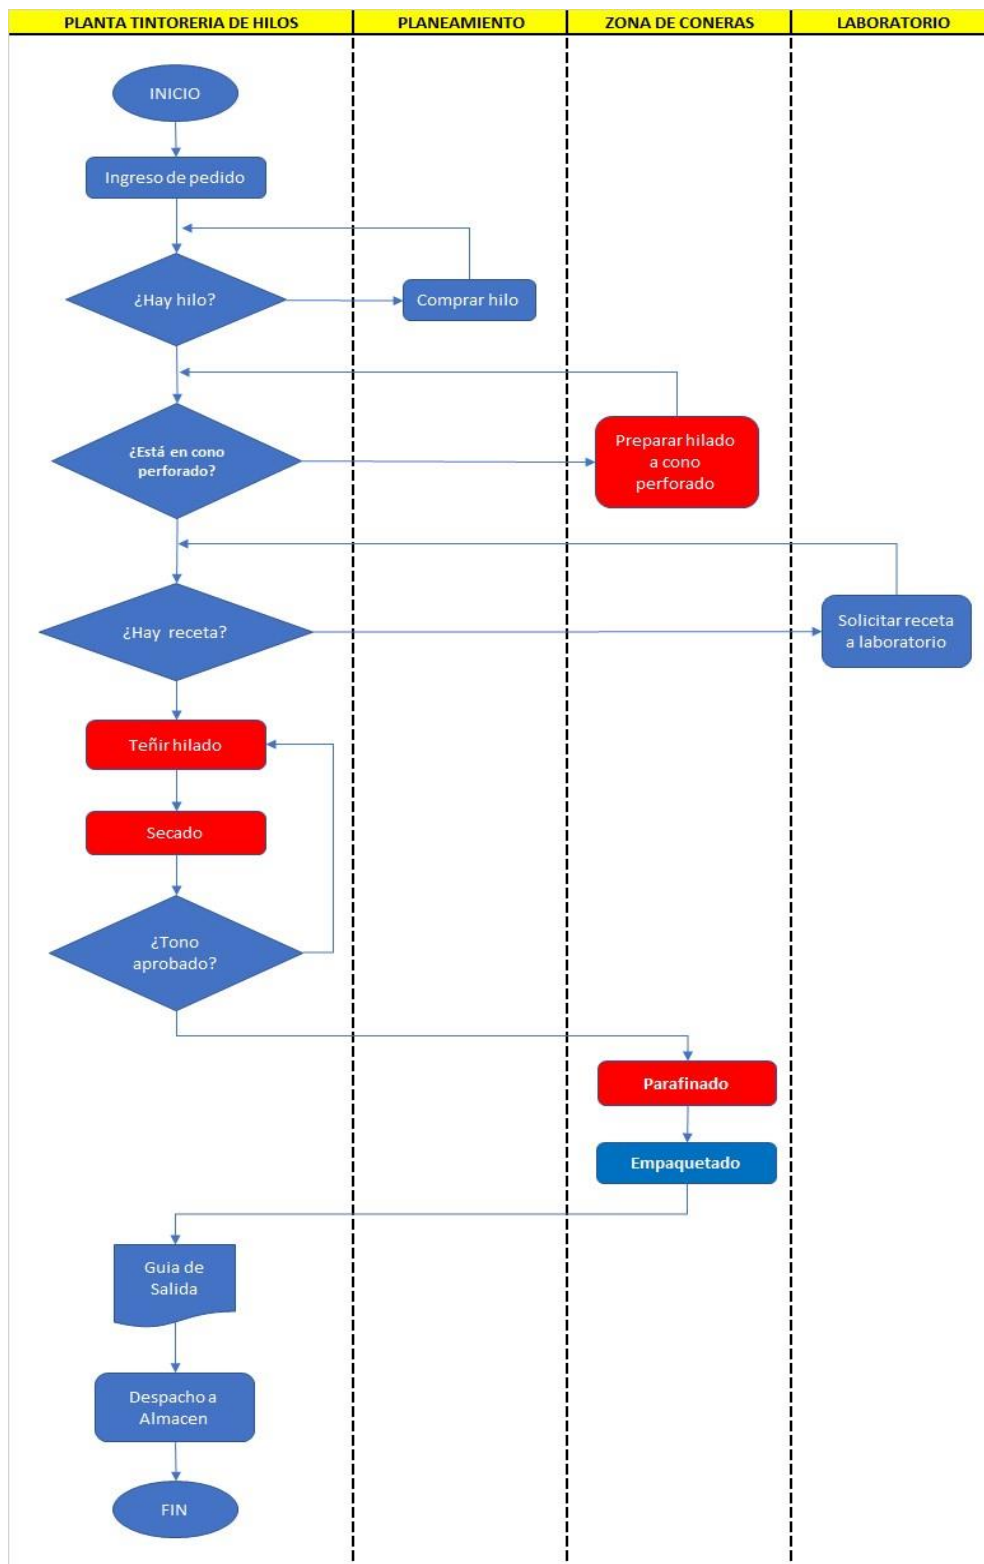 PLANTA TINTORERIA DE HILOS
PLANEAMIENTO
ZONA DE CONERAS
LABORATORIO
INICIO
Ingreso de pedido
¿Hay hilo?
Comprar hilo
¿Está en cono
perforado?
Preparar hilado
a cono
perforado
¿Hay receta?
Solicitar receta
a laboratorio
Teñir hilado
Secado
¿Tono
aprobado?
Parafinado
Empaquetado
Guia de
Salida
Despacho a
Almacen
FIN